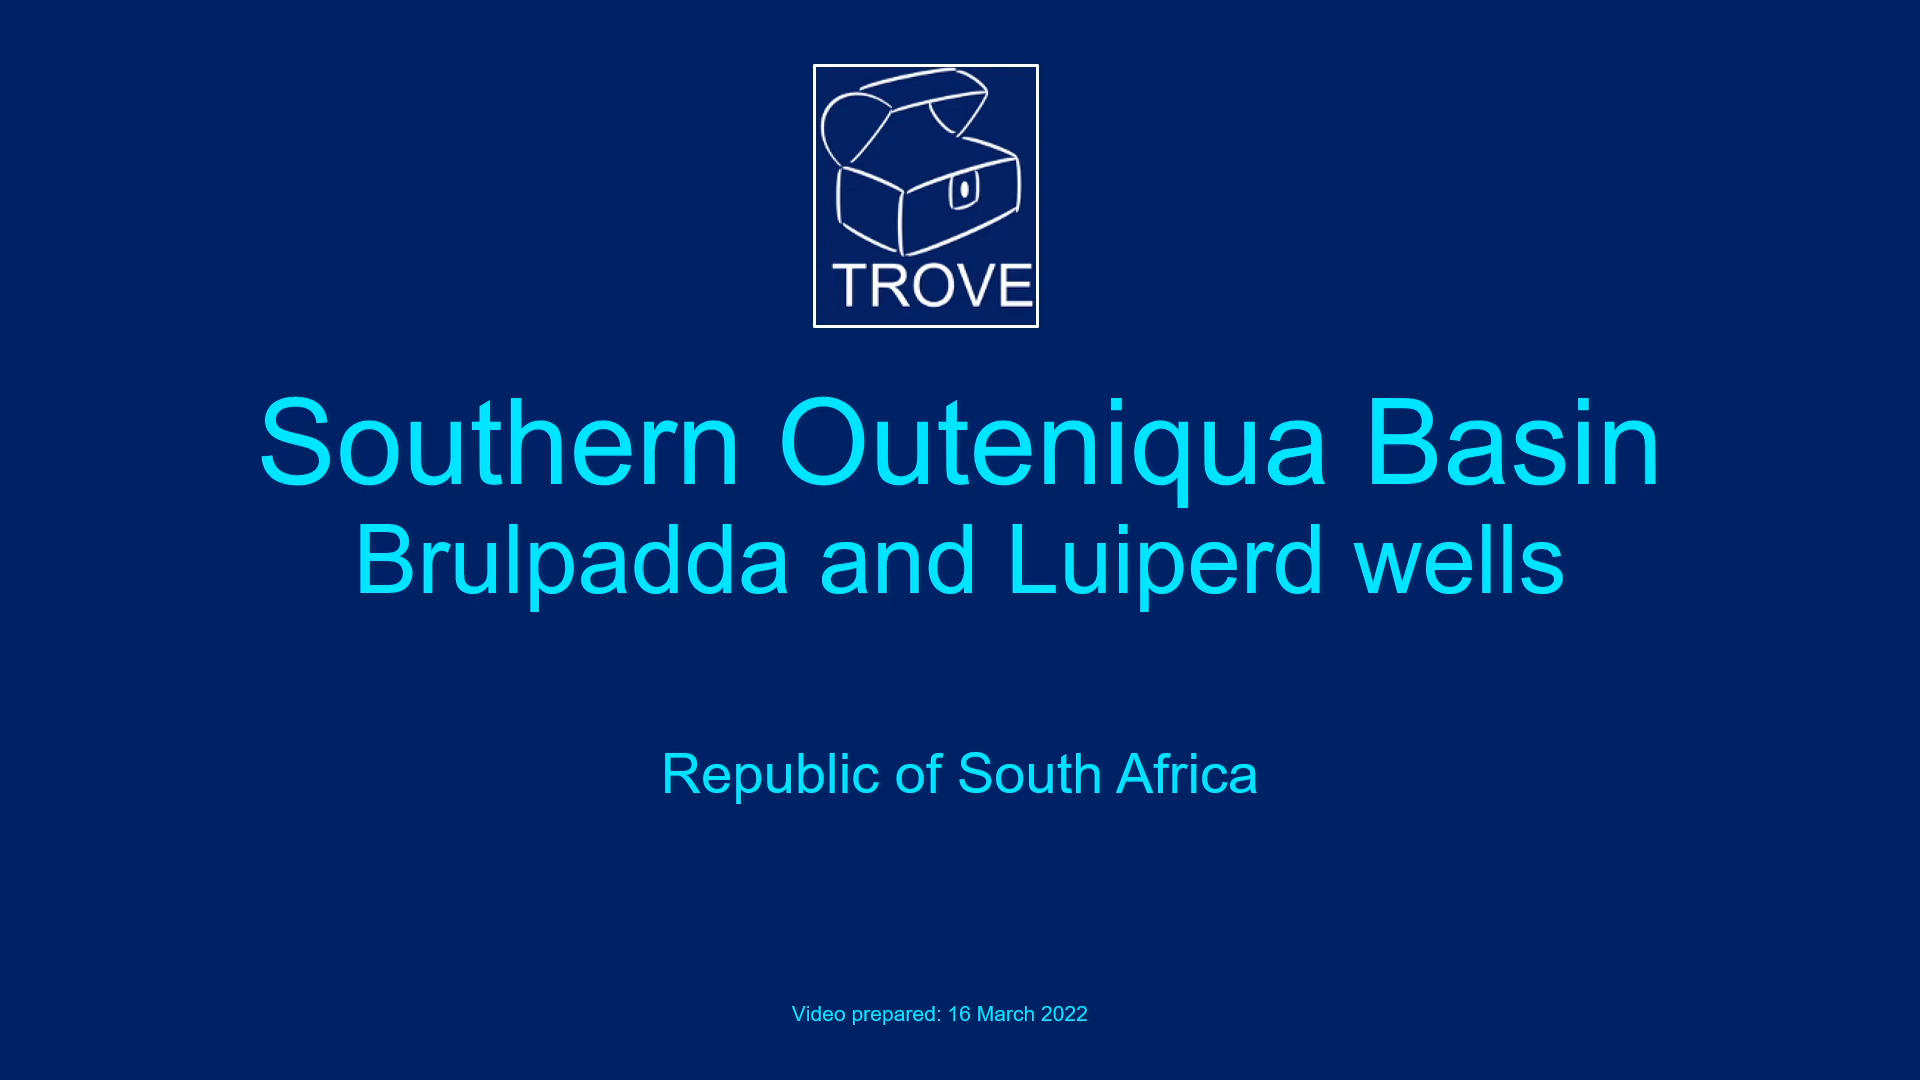 TROVE
Southern Outeniqua Basin
Brulpadda and Luiperd wells
Republic of South Africa
Video prepared: 16 March 2022